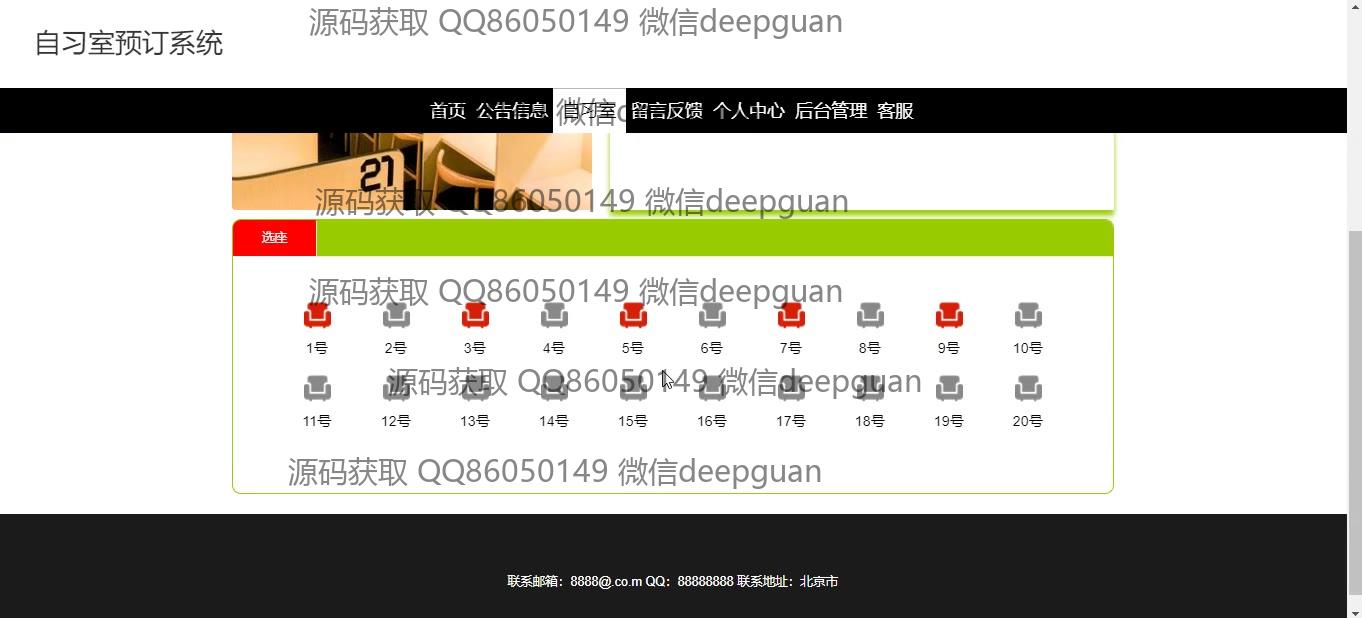 源码获取 QQ86050149 微信deepguan
自习室预订系统
首页 公告信息 自习室 留言反馈 个人中心 后台管理 客服
21
源码获取 QQ86050149 微信deepguan
选座
源码获取 QQ86050149 微信deepguan
1号 2号 3号 4号 5号 6号 7号 8号 9号 10号
源码获取 QQ86050149 微信deepguan
11号 12号 13号 14号 15号 16号 17号 18号 19号 20号
源码获取 QQ86050149 微信deepguan
联系邮箱：8888@.co.m QQ：88888888 联系地址：北京市